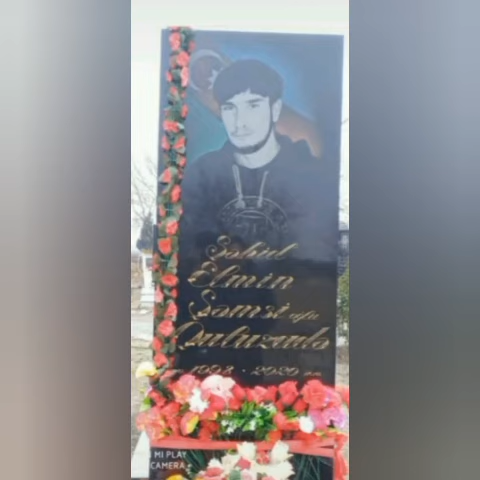 Şəhid
Elmin
Şəmsi oğlu
Quluzadə
1998 - 2020
MI PLAY
CAMERA